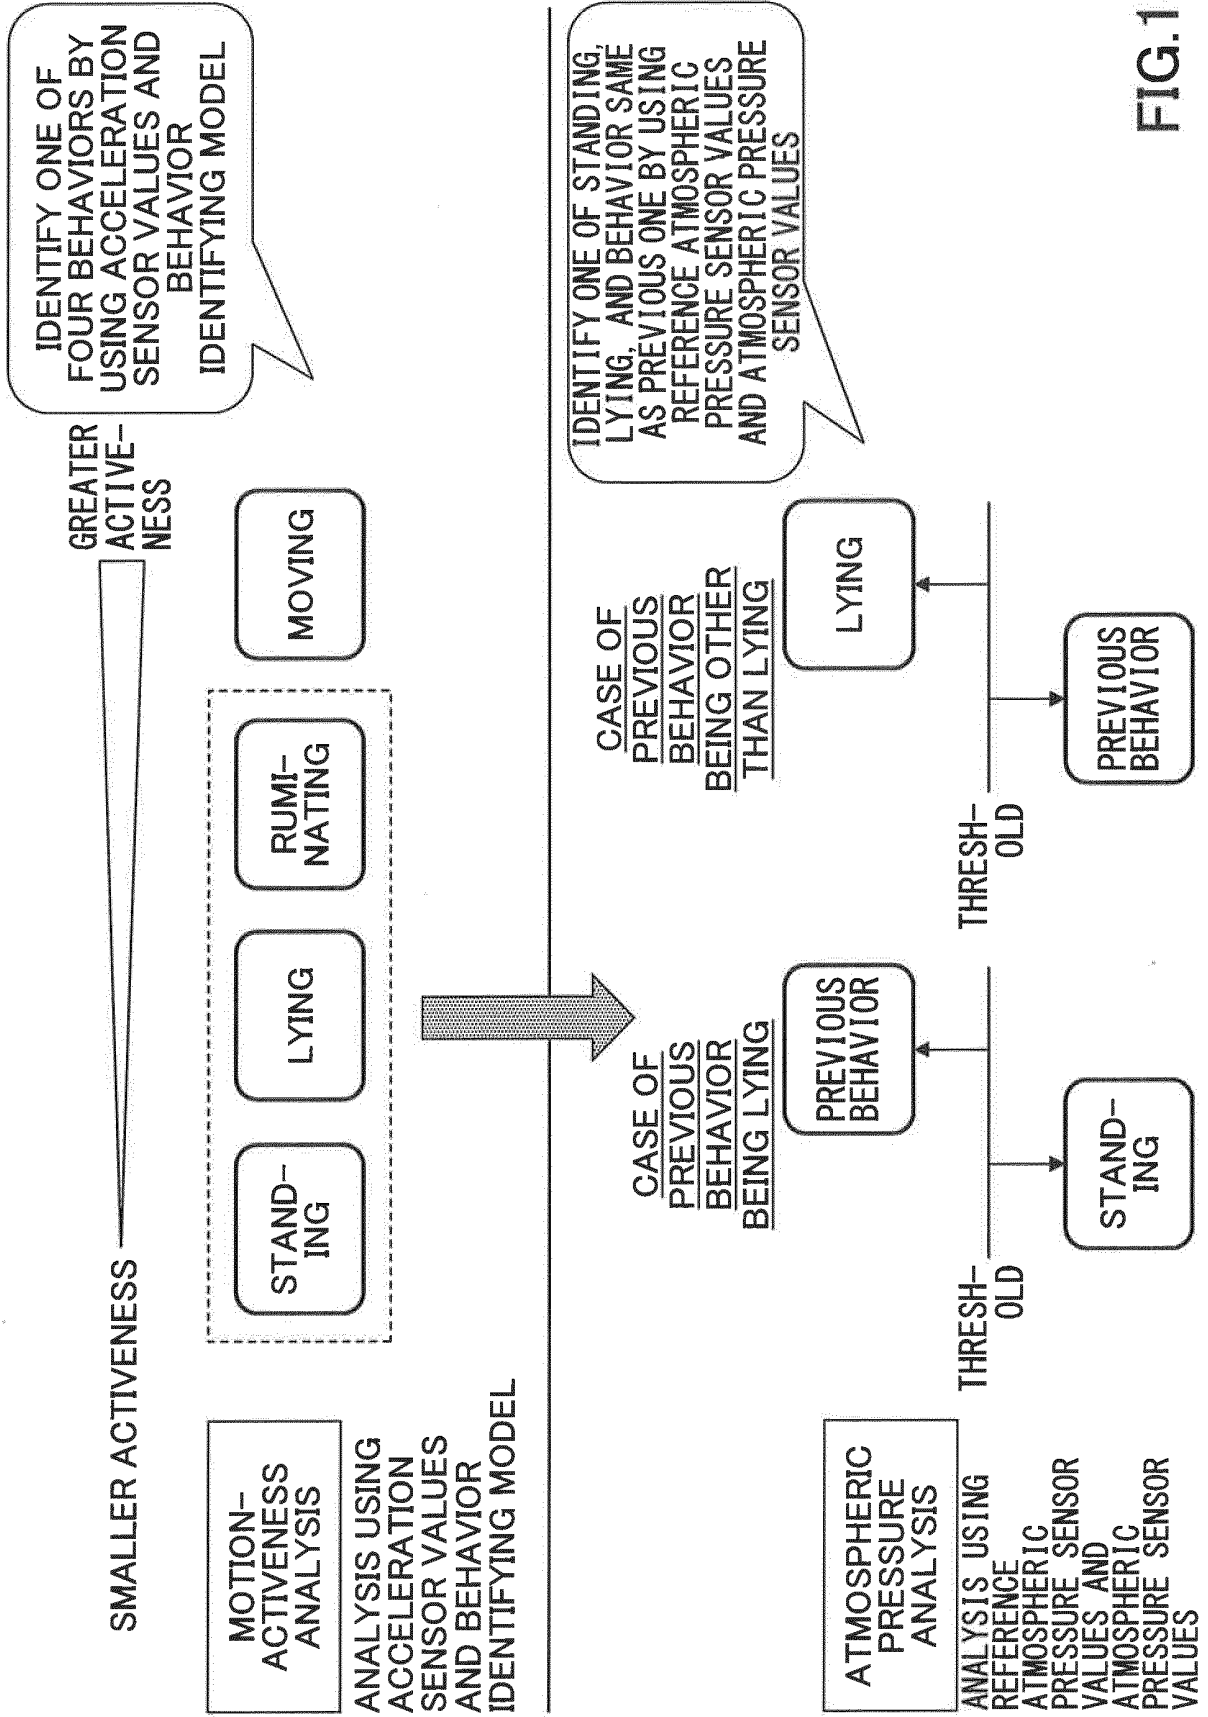 SMALLER ACTIVENESS
GREATER
ACTIVE-
NESS
IDENTIFY ONE OF
FOUR BEHAVIORS BY
USING ACCELERATION
SENSOR VALUES AND
BEHAVIOR
IDENTIFYING MODEL
MOTION-
ACTIVENESS
ANALYSIS
STAND-
ING
LYING
RUMI-
NATING
MOVING
ANALYSIS USING
ACCELERATION
SENSOR VALUES
AND BEHAVIOR
IDENTIFYING MODEL
IDENTIFY ONE OF STANDING,
LYING, AND BEHAVIOR SAME
AS PREVIOUS ONE BY USING
REFERENCE ATMOSPHERIC
PRESSURE SENSOR VALUES
AND ATMOSPHERIC PRESSURE
SENSOR VALUES
CASE OF
PREVIOUS
BEHAVIOR
BEING LYING
CASE OF
PREVIOUS
BEHAVIOR
BEING OTHER
THAN LYING
ATMOSPHERIC
PRESSURE
ANALYSIS
PREVIOUS
BEHAVIOR
LYING
THRESH-
OLD
THRESH-
OLD
ANALYSIS USING
REFERENCE
ATMOSPHERIC
PRESSURE SENSOR
VALUES AND
ATMOSPHERIC
PRESSURE SENSOR
VALUES
STAND-
ING
PREVIOUS
BEHAVIOR
FIG.1